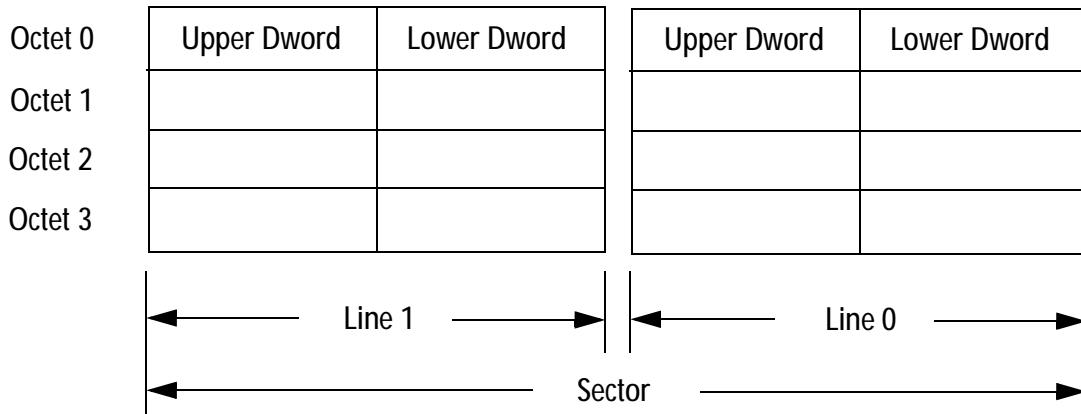 Octet 0 Upper Dword Lower Dword Upper Dword Lower Dword
Octet 1
Octet 2
Octet 3
Line 1 Line 0
Sector